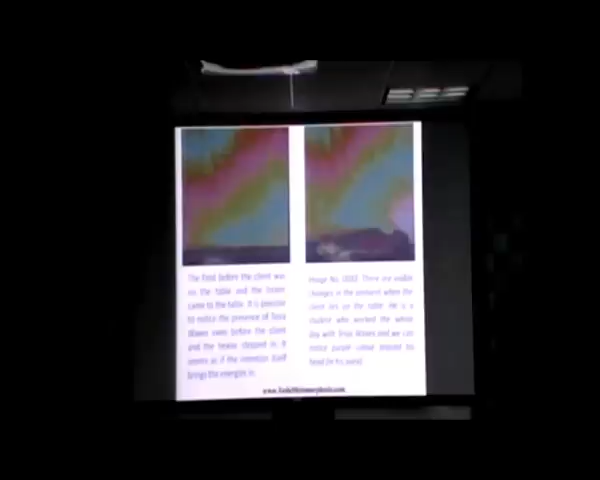 The Field before the client was
on the table and the healer
came to the table. It is possible
to notice the presence of Tesla
Waves even before the client
and the healer stepped in. It
seems as if the intention itself
brings the energies in.
Image No. There are visible
changes in the ambient when the
client lies on the table. He is a
student who worked the whole
day with Tesla Waves and we can
notice purple colour around his
head (in his aura).